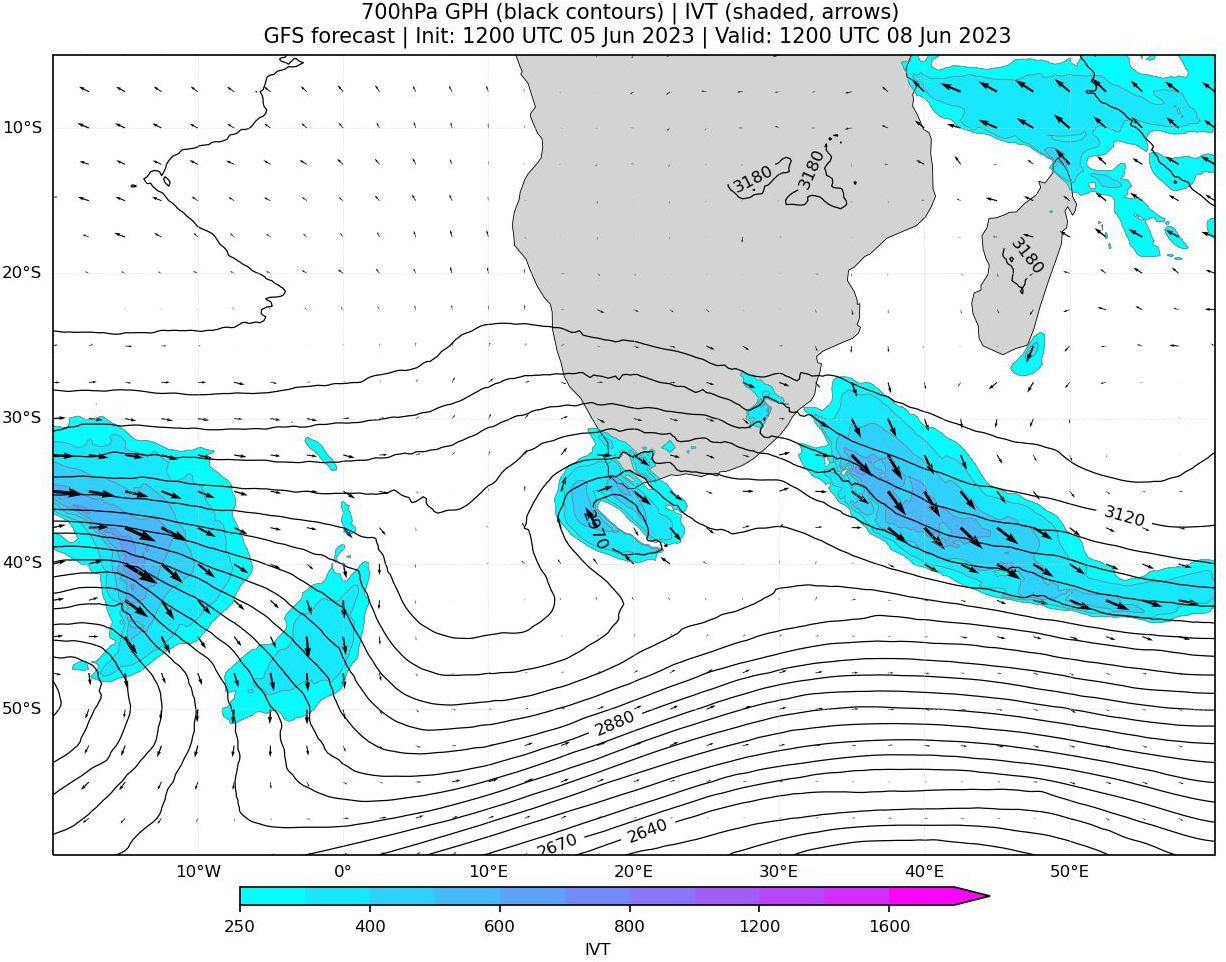 700hPa GPH (black contours) | IVT (shaded, arrows)
GFS forecast | Init: 1200 UTC 05 Jun 2023 | Valid: 1200 UTC 08 Jun 2023
10°S
3180
3180
3180
20°S
30°S
3120
2970
40°S
50°S
2880
2640
2670
10°W
0°
10°E
20°E
30°E
40°E
50°E
250
400
600
800
1200
1600
IVT